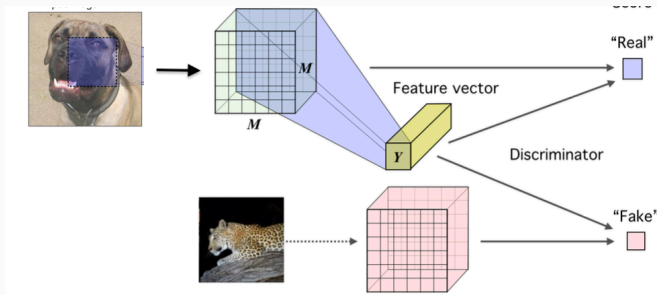 “Real”
M
Feature vector
M
Y
Discriminator
“Fake”